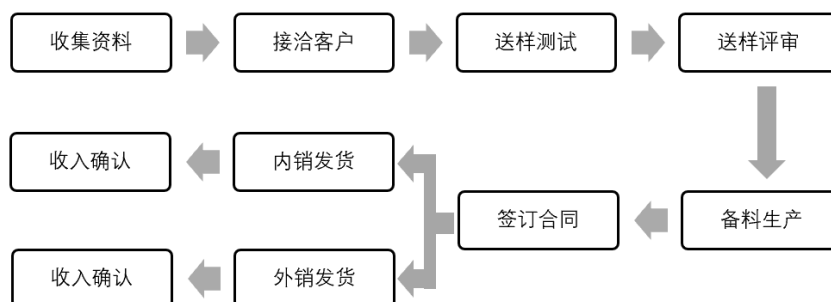 收集资料
接洽客户
送样测试
送样评审
备料生产
签订合同
内销发货
收入确认
外销发货
收入确认